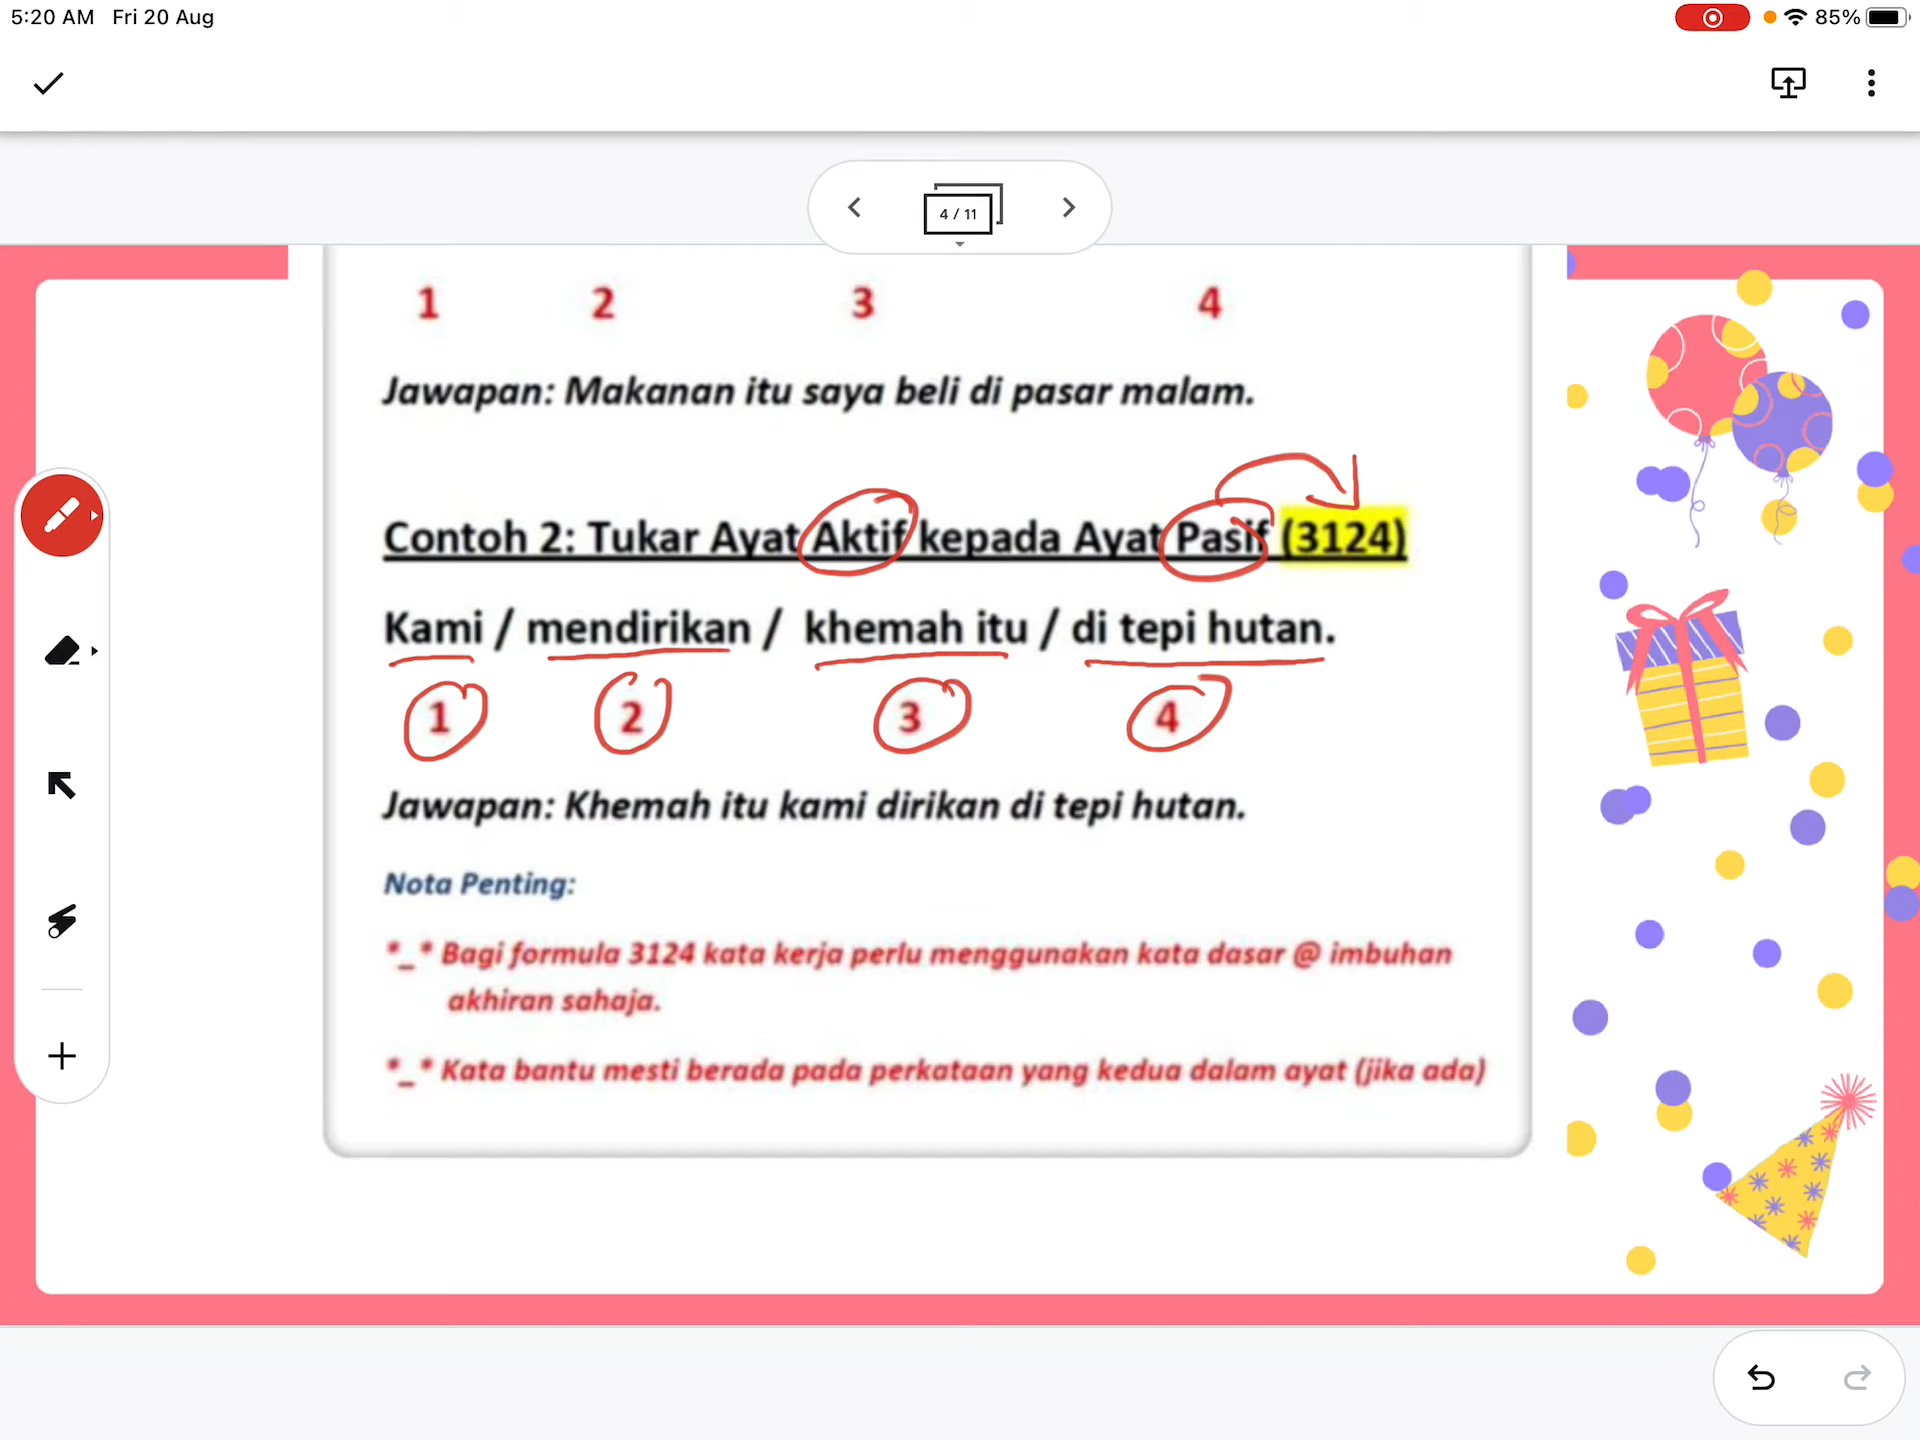 5:20 AM Fri 20 Aug
85%
4 / 11
1 2 3 4
Jawapan: Makanan itu saya beli di pasar malam.
Contoh 2: Tukar Ayat Aktif kepada Ayat Pasif (3124)
Kami / mendirikan / khemah itu / di tepi hutan.
1 2 3 4
Jawapan: Khemah itu kami dirikan di tepi hutan.
Nota Penting:
*_* Bagi formula 3124 kata kerja perlu menggunakan kata dasar @ imbuhan
akhiran sahaja.
*_* Kata bantu mesti berada pada perkataan yang kedua dalam ayat (jika ada)